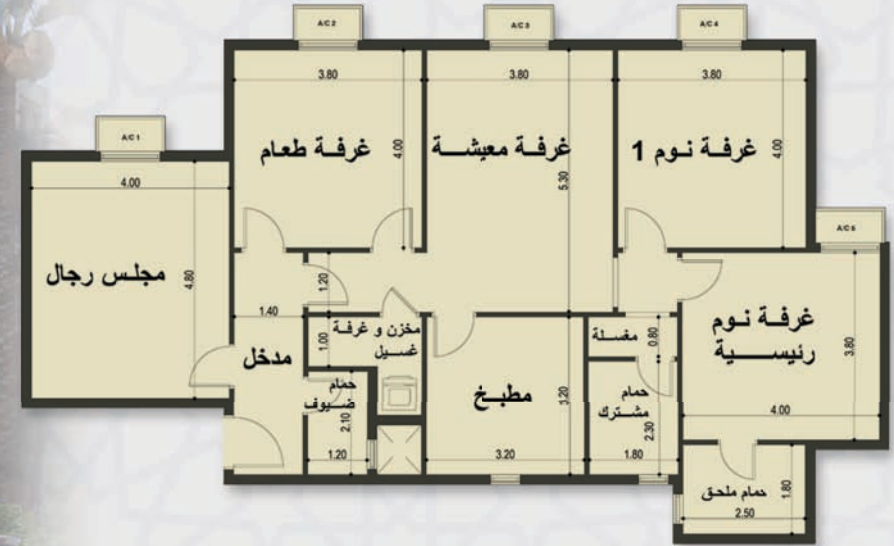 A/C 2
A/C 3
A/C 4
3.80
3.80
3.80
غرفة طعام
4.00
غرفة معيشة
5.30
غرفة نوم 1
4.00
A/C 1
4.00
مجلس رجال
4.80
A/C 5
1.20
1.40
مدخل
مخزن و غرفة
غسيل
1.00
حمام
ضيوف
2.10
1.20
مطبخ
3.20
3.20
مغسلة
0.80
حمام
مشترك
2.30
1.80
غرفة نوم
رئيسية
3.80
4.00
حمام ملحق
1.80
2.50